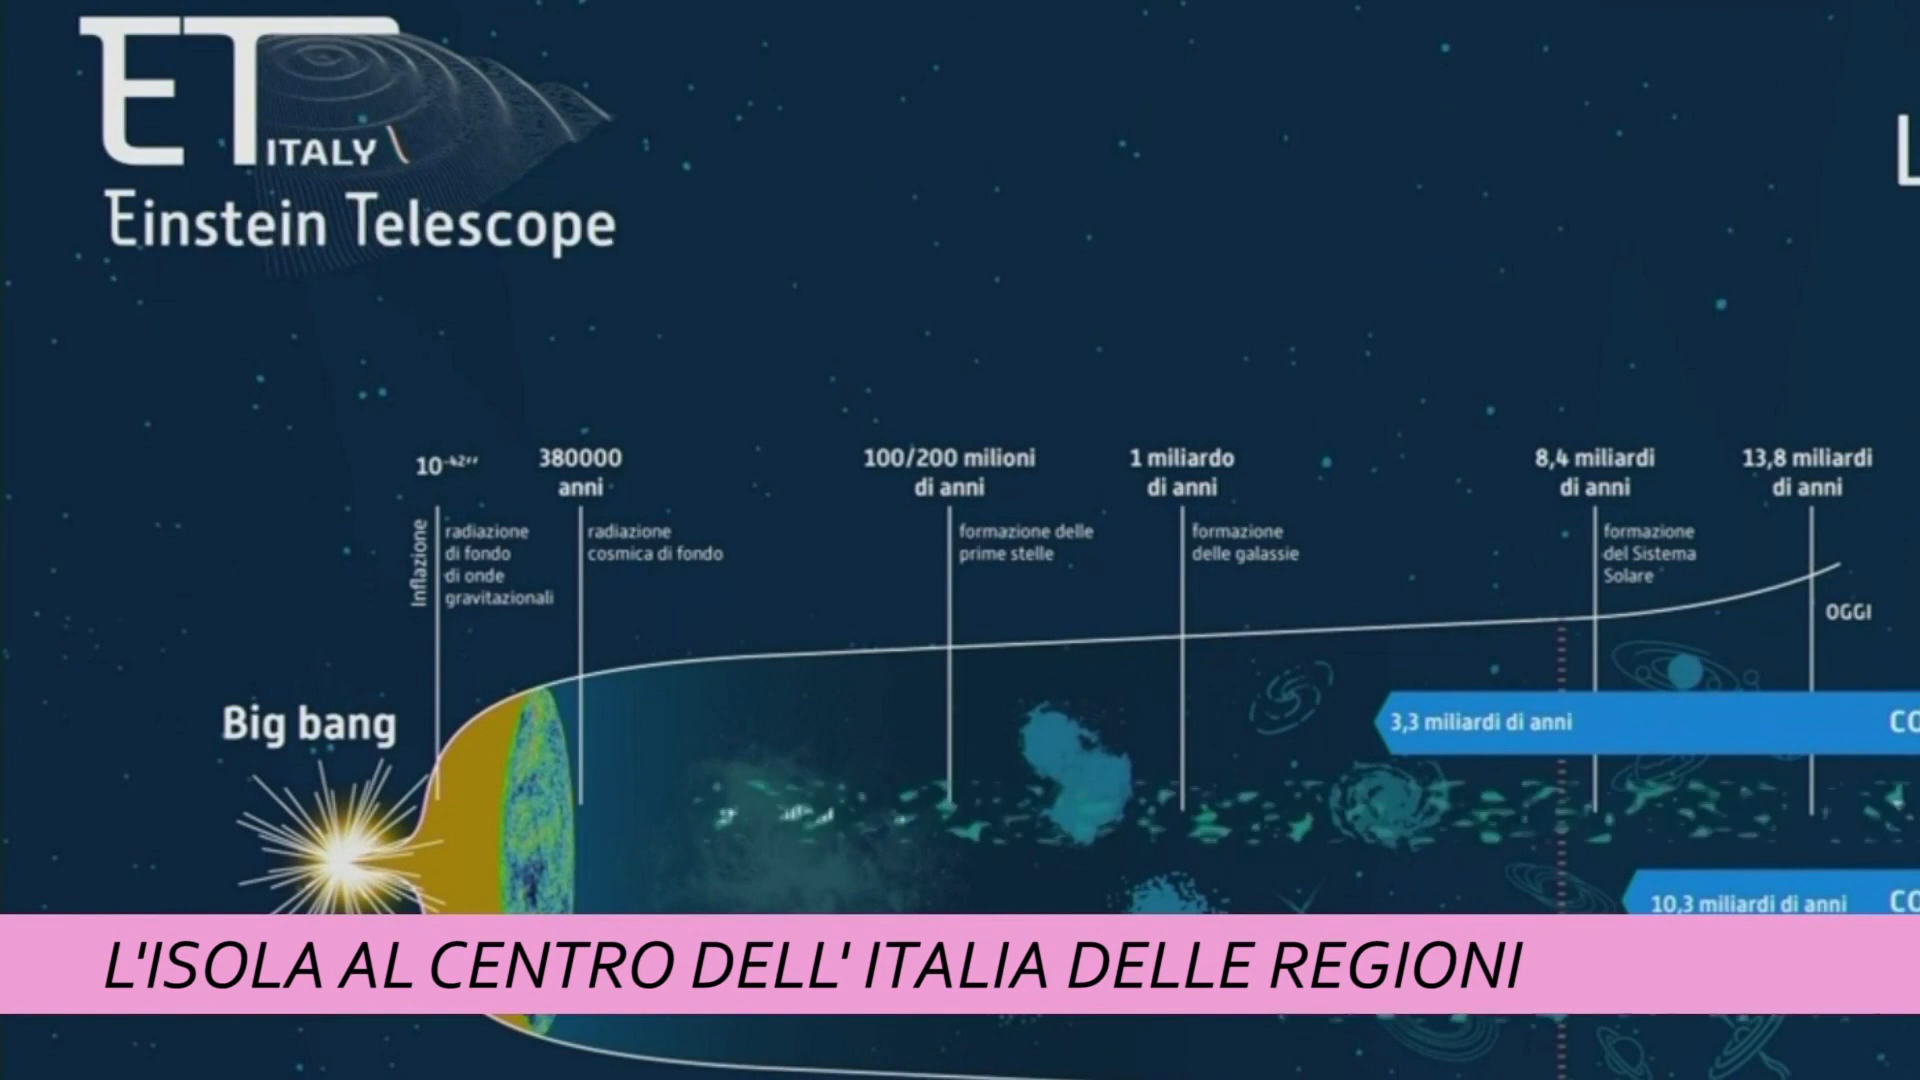 ET
ITALY
Einstein Telescope
L
10⁻⁴²′′
380000
anni
100/200 milioni
di anni
1 miliardo
di anni
8,4 miliardi
di anni
13,8 miliardi
di anni
Inflazione
radiazione
di fondo
di onde
gravitazionali
radiazione
cosmica di fondo
formazione delle
prime stelle
formazione
delle galassie
formazione
del Sistema
Solare
OGGI
Big bang
3,3 miliardi di anni
CO
10,3 miliardi di anni
CO
L'ISOLA AL CENTRO DELL' ITALIA DELLE REGIONI